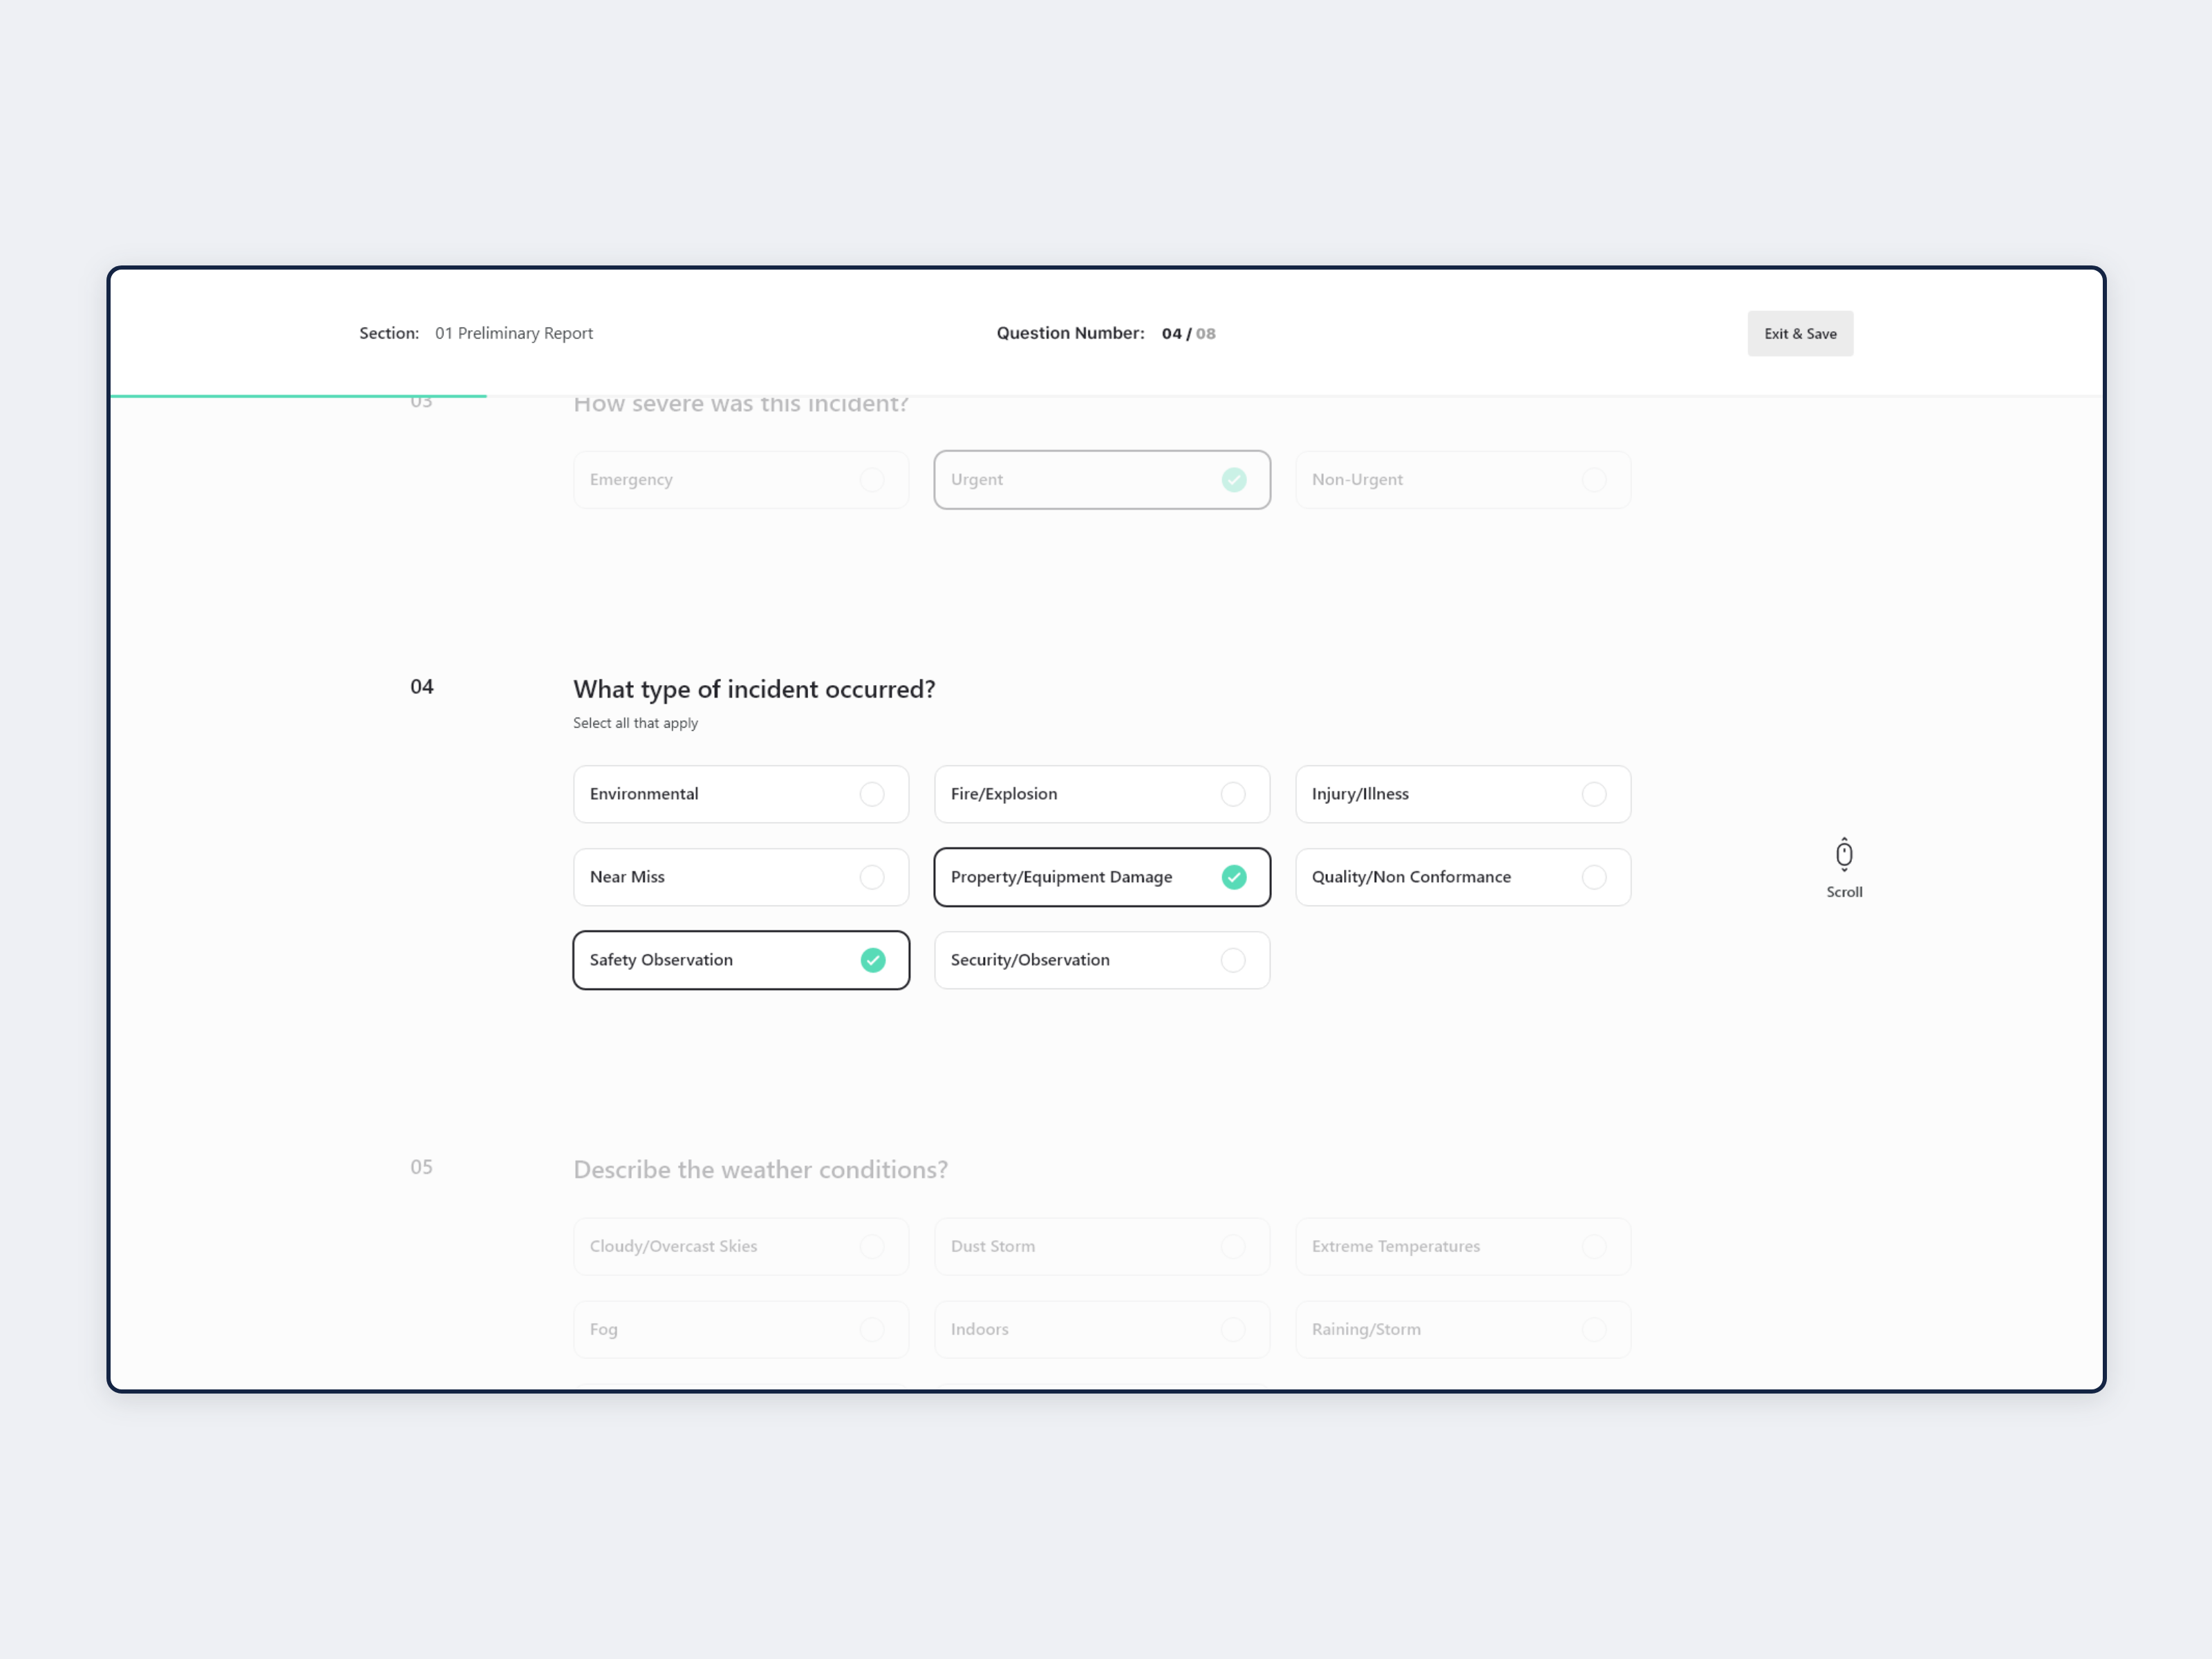 Section: 01 Preliminary Report
Question Number: 04 / 08
Exit & Save
03
How severe was this incident?
Emergency
Urgent
Non-Urgent
04
What type of incident occurred?
Select all that apply
Environmental
Fire/Explosion
Injury/Illness
Near Miss
Property/Equipment Damage
Quality/Non Conformance
Safety Observation
Security/Observation
Scroll
05
Describe the weather conditions?
Cloudy/Overcast Skies
Dust Storm
Extreme Temperatures
Fog
Indoors
Raining/Storm